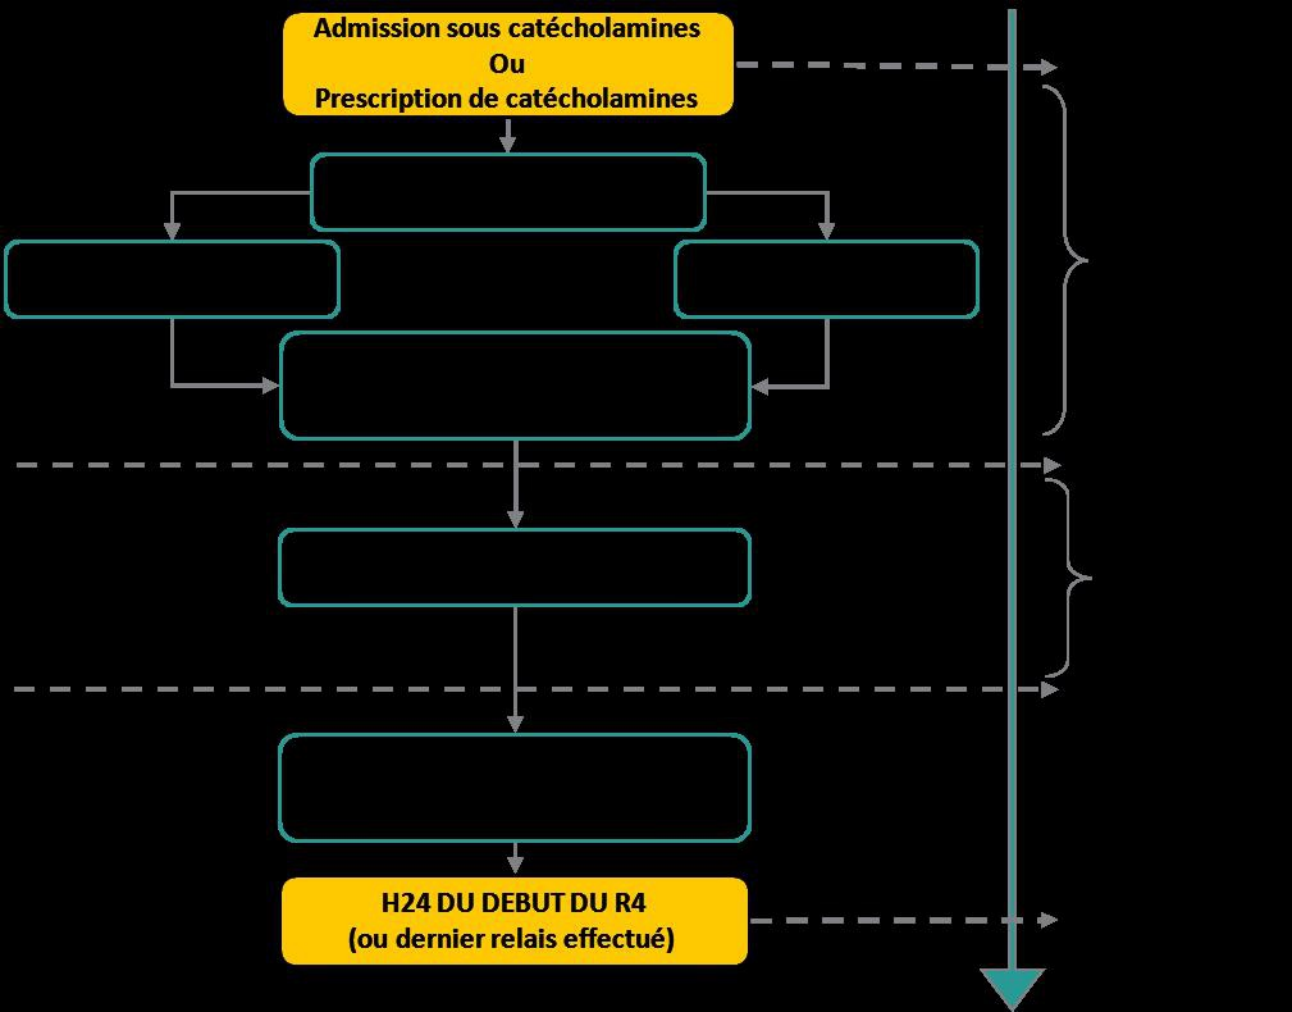 Admission sous catécholamines
Ou
Prescription de catécholamines
H24 DU DEBUT DU R4
(ou dernier relais effectué)